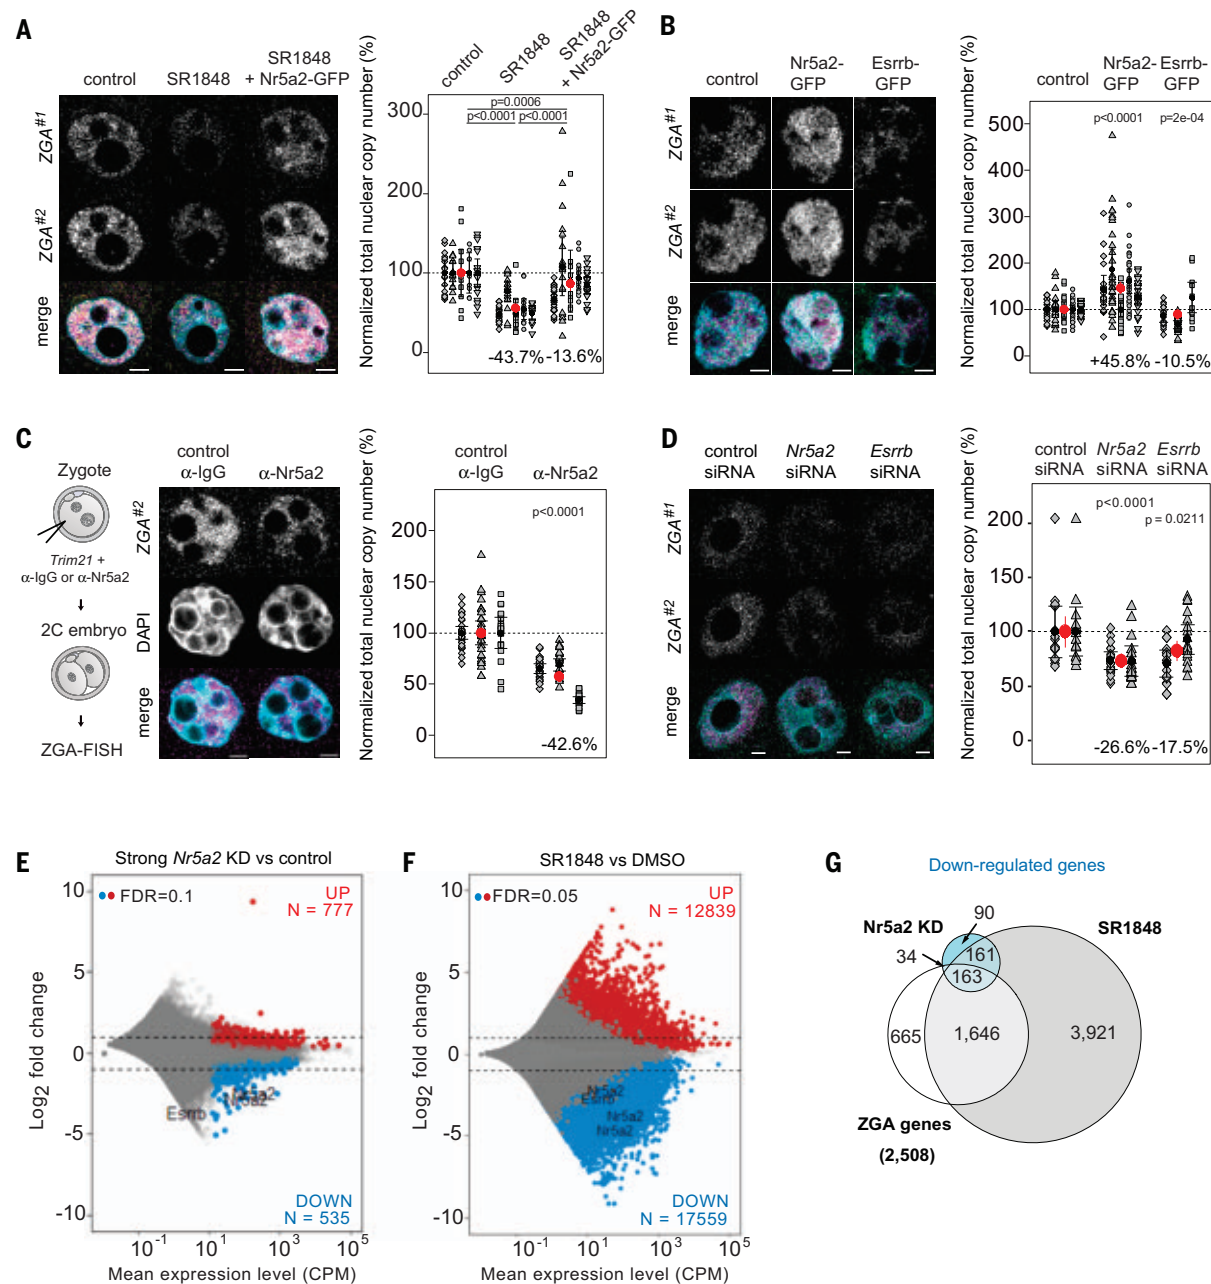 A
control
SR1848
SR1848
+ Nr5a2-GFP
ZGA#1
ZGA#2
merge
Normalized total nuclear copy number (%)
control
SR1848
SR1848
+ Nr5a2-GFP
p=0.0006
p<0.0001 p<0.0001
300
200
100
0
-43.7% -13.6%
B
control
Nr5a2-
GFP
Esrrb-
GFP
ZGA#1
ZGA#2
merge
Normalized total nuclear copy number (%)
control
Nr5a2-
GFP
Esrrb-
GFP
p<0.0001
p=2e-04
500
400
300
200
100
0
+45.8% -10.5%
C
Zygote
Trim21 +
α-IgG or α-Nr5a2
2C embryo
ZGA-FISH
control
α-IgG
α-Nr5a2
ZGA#2
DAPI
merge
Normalized total nuclear copy number (%)
control
α-IgG
α-Nr5a2
p<0.0001
200
150
100
50
0
-42.6%
D
control
siRNA
Nr5a2
siRNA
Esrrb
siRNA
ZGA#1
ZGA#2
merge
Normalized total nuclear copy number (%)
control
siRNA
Nr5a2
siRNA
Esrrb
siRNA
p<0.0001
p = 0.0211
200
150
100
50
0
-26.6% -17.5%
E
Strong Nr5a2 KD vs control
FDR=0.1
UP
N = 777
10
5
0
-5
-10
Log2 fold change
Nr5a2
Nr5a2
Esrrb
DOWN
N = 535
10-1
101
103
105
Mean expression level (CPM)
F
SR1848 vs DMSO
FDR=0.05
UP
N = 12839
10
5
0
-5
-10
Log2 fold change
Nr5a2
Esrrb
Nr5a2
Nr5a2
DOWN
N = 17559
10-1
101
103
105
Mean expression level (CPM)
G
Down-regulated genes
90
Nr5a2 KD
SR1848
34
161
163
665
1,646
3,921
ZGA genes
(2,508)